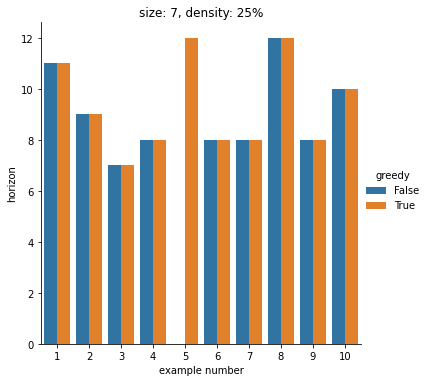 size: 7, density: 25%
12
10
8
6
4
2
0
horizon
1 2 3 4 5 6 7 8 9 10
example number
greedy
False
True